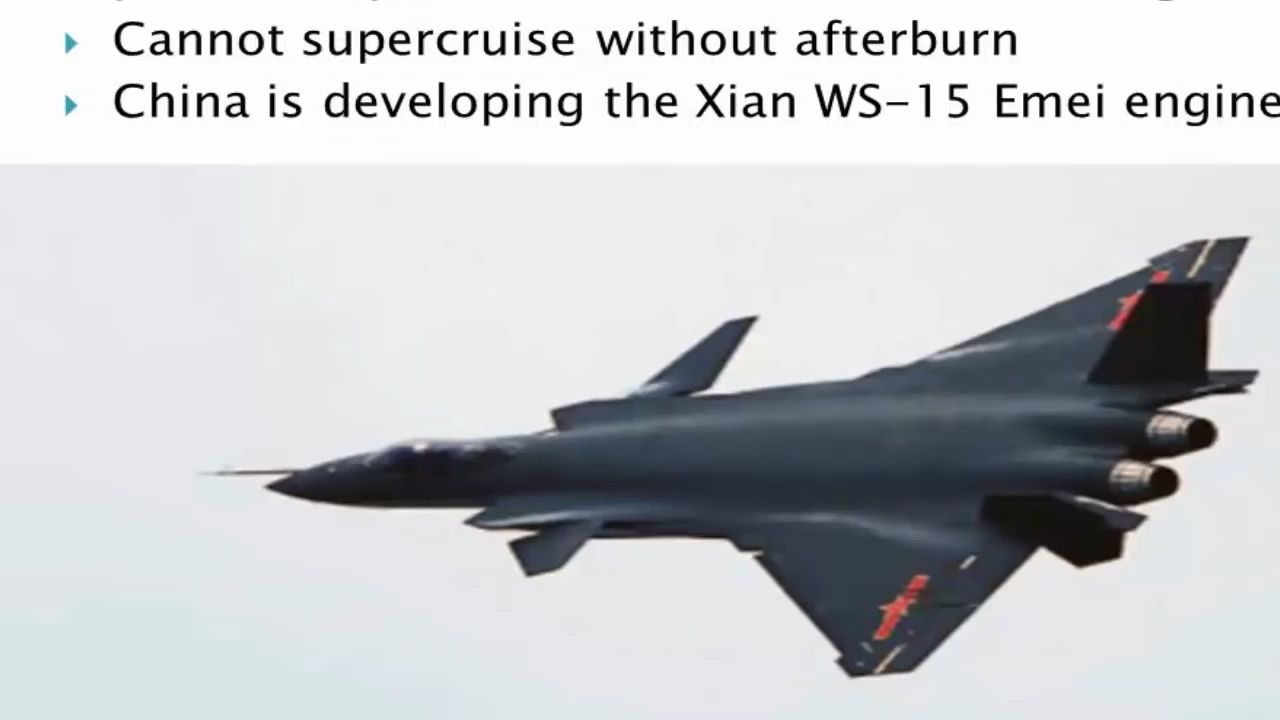 Cannot supercruise without afterburn
China is developing the Xian WS-15 Emei engine